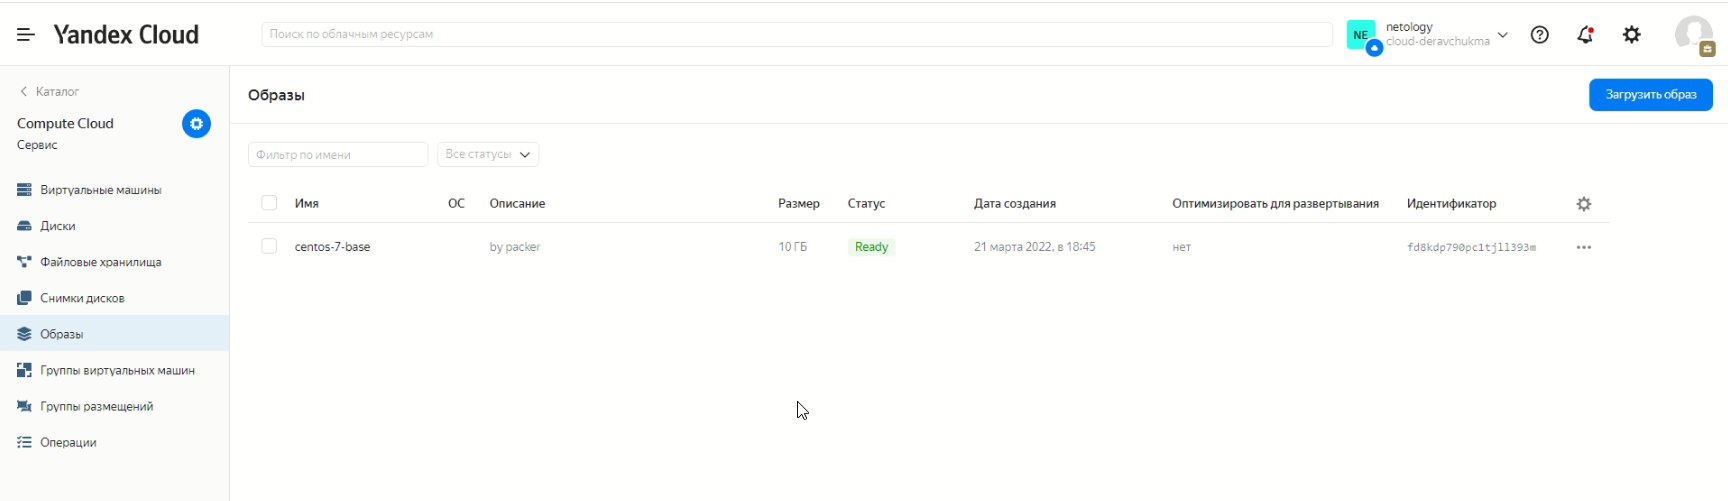 Yandex Cloud
Поиск по облачным ресурсам
NE
netology
cloud-deravchukma
Каталог
Compute Cloud
Сервис
Виртуальные машины
Диски
Файловые хранилища
Снимки дисков
Образы
Группы виртуальных машин
Группы размещений
Операции
Образы
Загрузить образ
Фильтр по имени
Все статусы
Имя ОС Описание Размер Статус Дата создания Оптимизировать для развертывания Идентификатор
centos-7-base by packer 10 ГБ Ready 21 марта 2022, в 18:45 нет fd8kdp790pc1tjl1393m